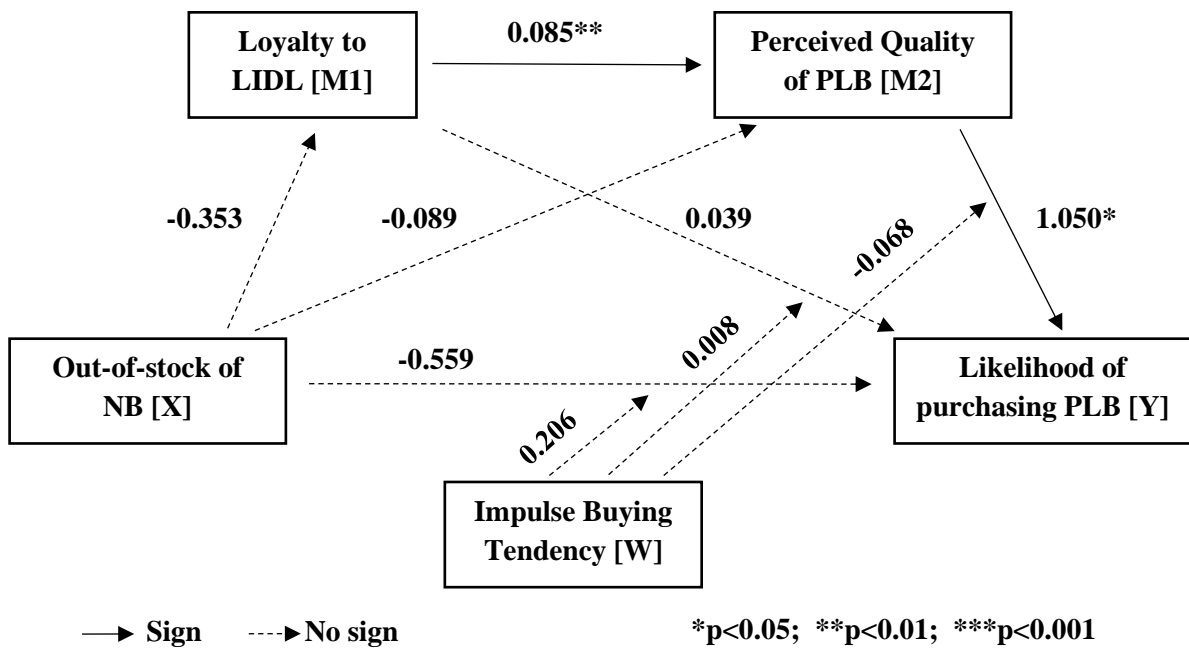 Loyalty to
LIDL [M1]
0.085**
Perceived Quality
of PLB [M2]
-0.353
-0.089
0.039
-0.068
1.050*
Out-of-stock of
NB [X]
-0.559
0.008
Likelihood of
purchasing PLB [Y]
0.206
Impulse Buying
Tendency [W]
Sign
No sign
*p<0.05; **p<0.01; ***p<0.001